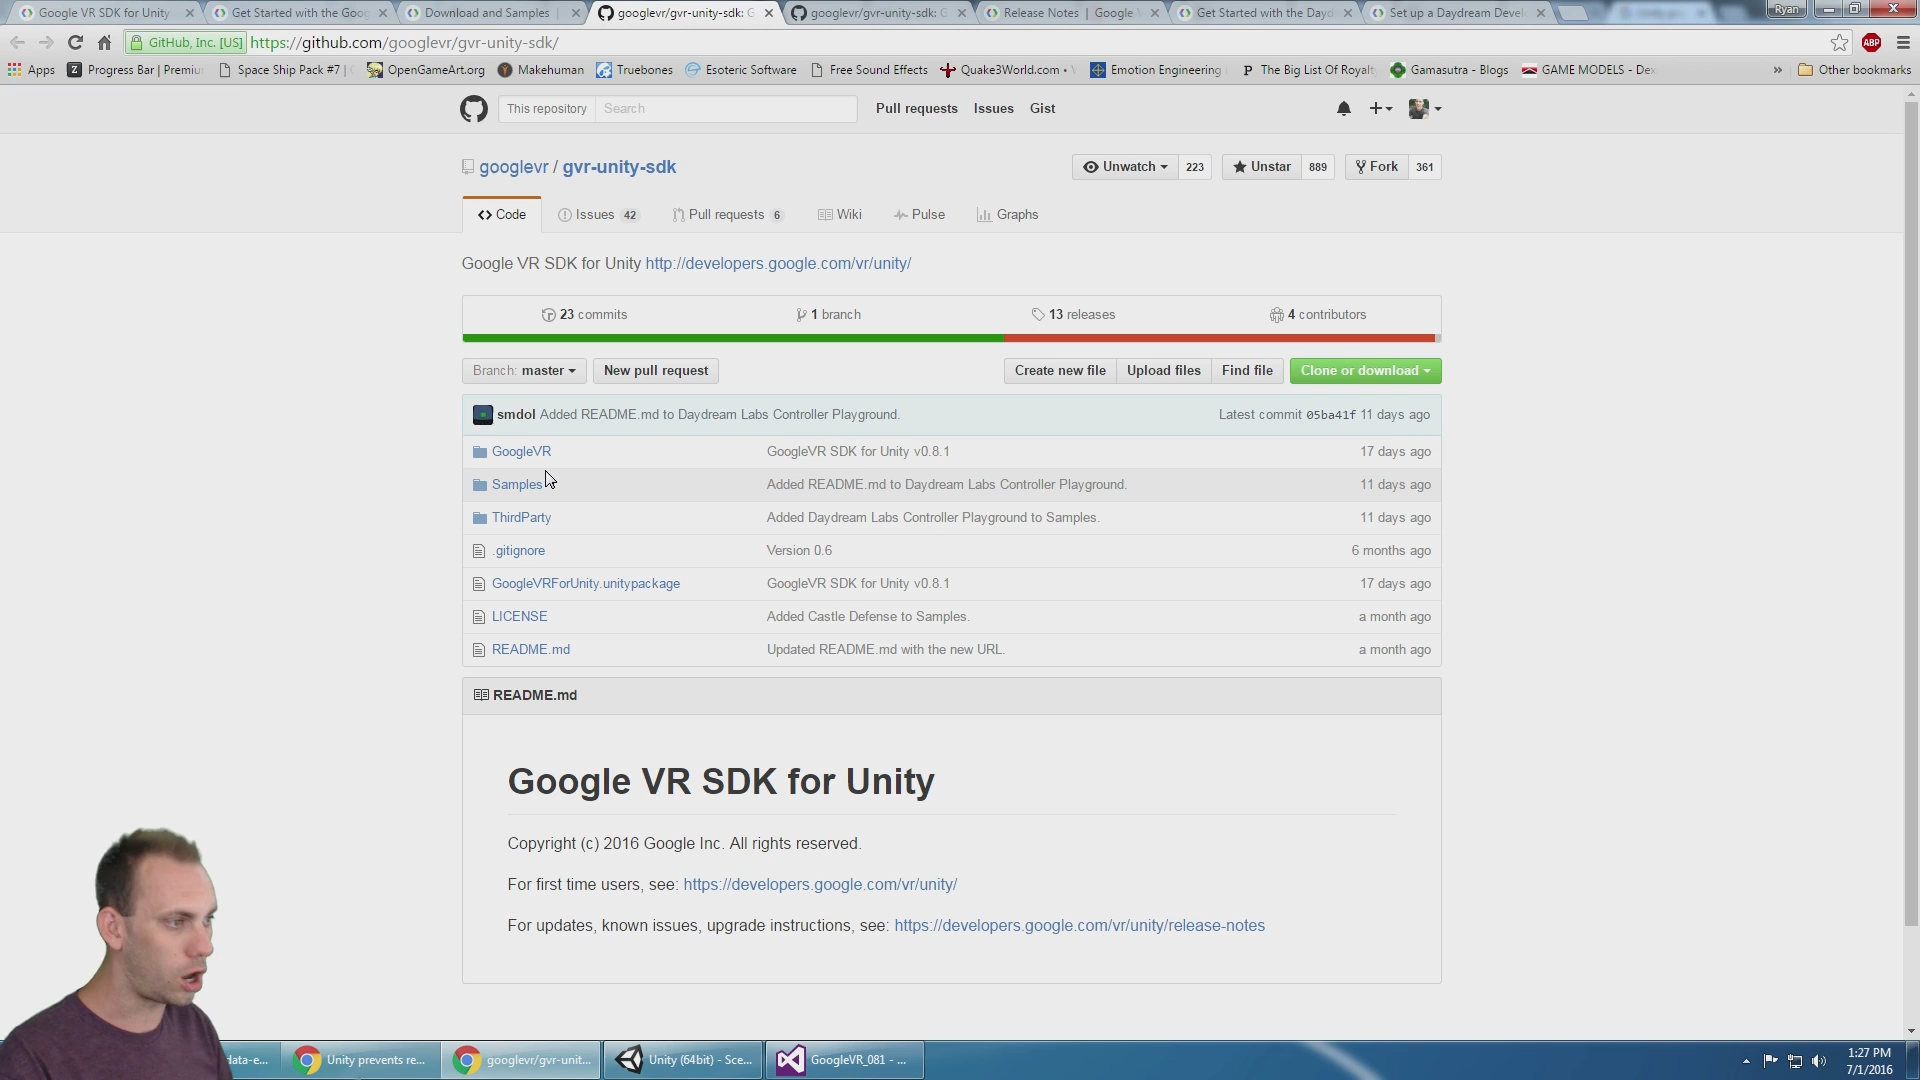 Google VR SDK for Unity
Get Started with the Goog
Download and Samples
googlevr/gvr-unity-sdk: G
googlevr/gvr-unity-sdk: G
Release Notes | Google V
Get Started with the Dayd
Set up a Daydream Devel
Ryan
GitHub, Inc. [US] https://github.com/googlevr/gvr-unity-sdk/
ABP
Apps
Progress Bar | Premiu
Space Ship Pack #7 |
OpenGameArt.org
Makehuman
Truebones
Esoteric Software
Free Sound Effects
Quake3World.com •
Emotion Engineering
The Big List Of Royalt
Gamasutra - Blogs
GAME MODELS - Dex
» Other bookmarks
This repository Search
Pull requests Issues Gist
googlevr / gvr-unity-sdk
Unwatch 223 Unstar 889 Fork 361
Code Issues 42 Pull requests 6 Wiki Pulse Graphs
Google VR SDK for Unity http://developers.google.com/vr/unity/
23 commits 1 branch 13 releases 4 contributors
Branch: master New pull request Create new file Upload files Find file Clone or download
smdol Added README.md to Daydream Labs Controller Playground. Latest commit 05ba41f 11 days ago
GoogleVR GoogleVR SDK for Unity v0.8.1 17 days ago
Samples Added README.md to Daydream Labs Controller Playground. 11 days ago
ThirdParty Added Daydream Labs Controller Playground to Samples. 11 days ago
.gitignore Version 0.6 6 months ago
GoogleVRForUnity.unitypackage GoogleVR SDK for Unity v0.8.1 17 days ago
LICENSE Added Castle Defense to Samples. a month ago
README.md Updated README.md with the new URL. a month ago
README.md
Google VR SDK for Unity
Copyright (c) 2016 Google Inc. All rights reserved.
For first time users, see: https://developers.google.com/vr/unity/
For updates, known issues, upgrade instructions, see: https://developers.google.com/vr/unity/release-notes
data-e...
Unity prevents re...
googlevr/gvr-unit...
Unity (64bit) - Sce...
GoogleVR_081 - ...
1:27 PM
7/1/2016